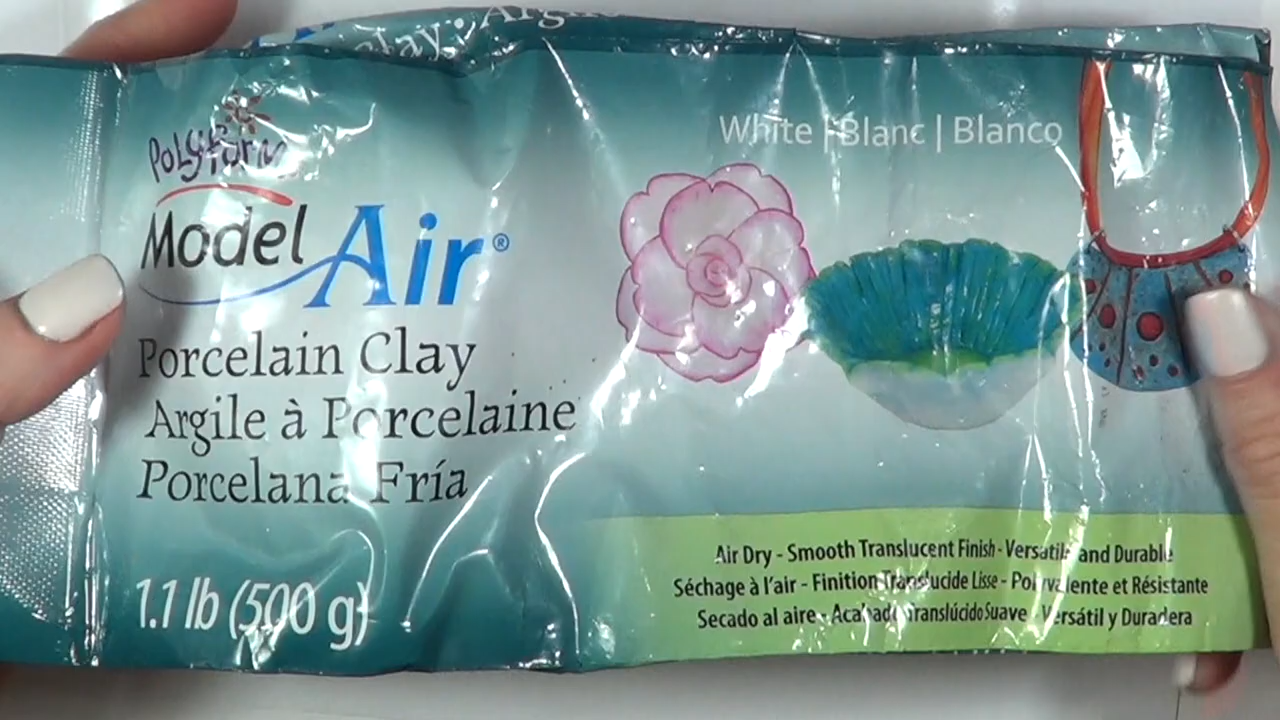 Clay • Argile
White | Blanc | Blanco
Polyform
Model Air®
Porcelain Clay
Argile à Porcelaine
Porcelana Fría
1.1 lb (500 g)
Air Dry - Smooth Translucent Finish - Versatile and Durable
Séchage à l'air - Finition Translucide Lisse - Polyvalente et Résistante
Secado al aire - Acabado Translúcido Suave - Versátil y Duradera